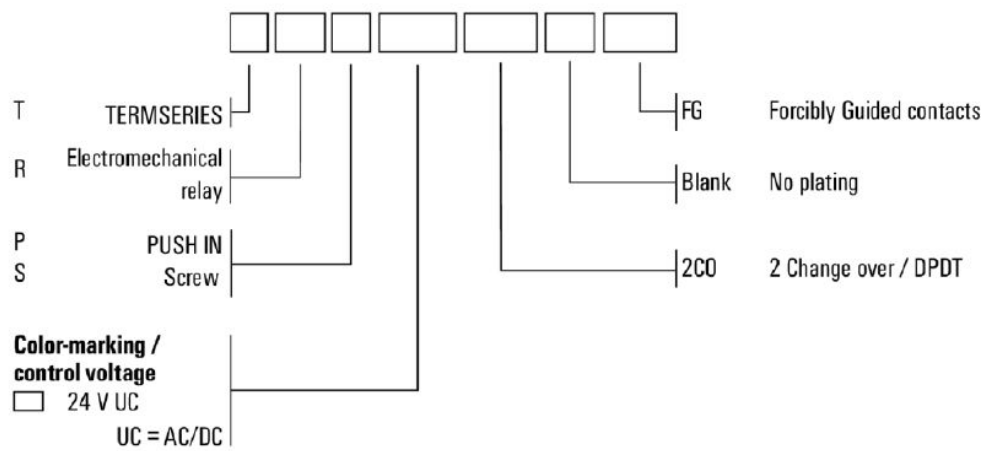 T TERMSERIES
R Electromechanical
relay
P PUSH IN
S Screw
Color-marking /
control voltage
24 V UC
UC = AC/DC
FG Forcibly Guided contacts
Blank No plating
2CO 2 Change over / DPDT